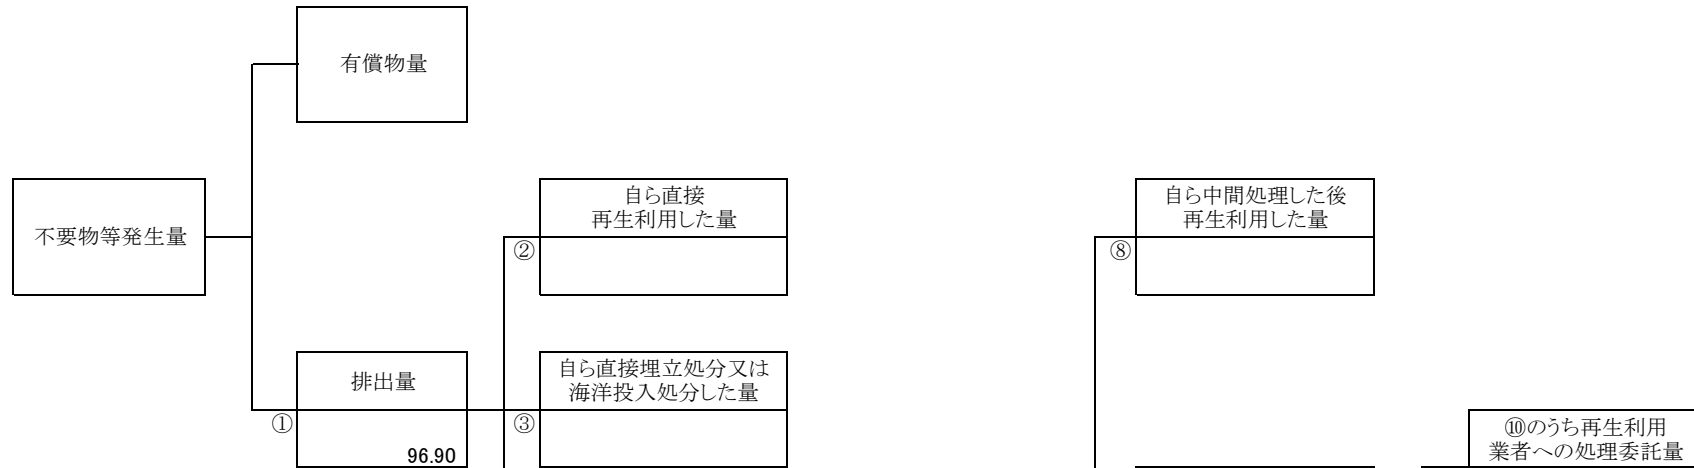 有償物量
不要物等発生量
自ら直接
再生利用した量
②
自ら中間処理した後
再生利用した量
⑧
排出量
①
96.90
自ら直接埋立処分又は
海洋投入処分した量
③
⑩のうち再生利用
業者への処理委託量